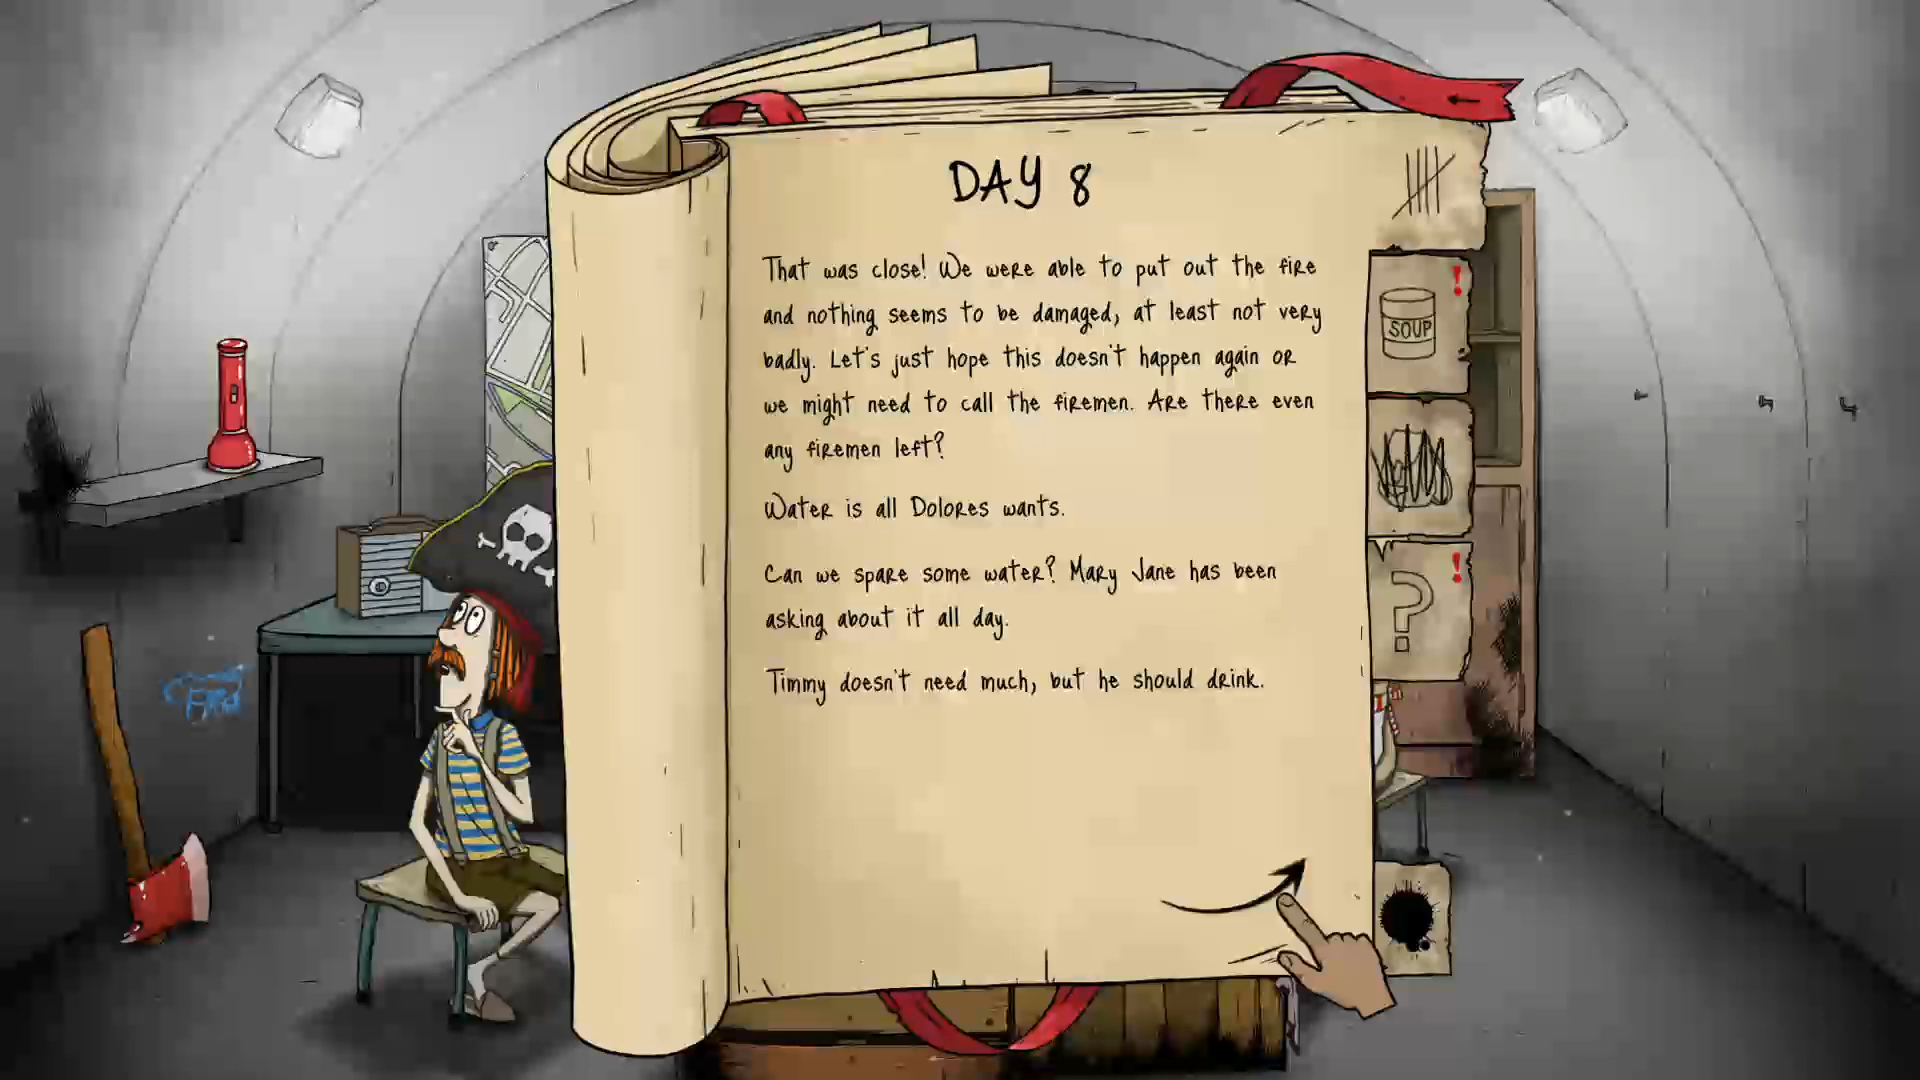 DAY 8
That was close! We were able to put out the fire
and nothing seems to be damaged, at least not very
badly. Let's just hope this doesn't happen again or
we might need to call the firemen. Are there even
any firemen left?
Water is all Dolores wants.
Can we spare some water? Mary Jane has been
asking about it all day.
Timmy doesn't need much, but he should drink.
SOUP
?